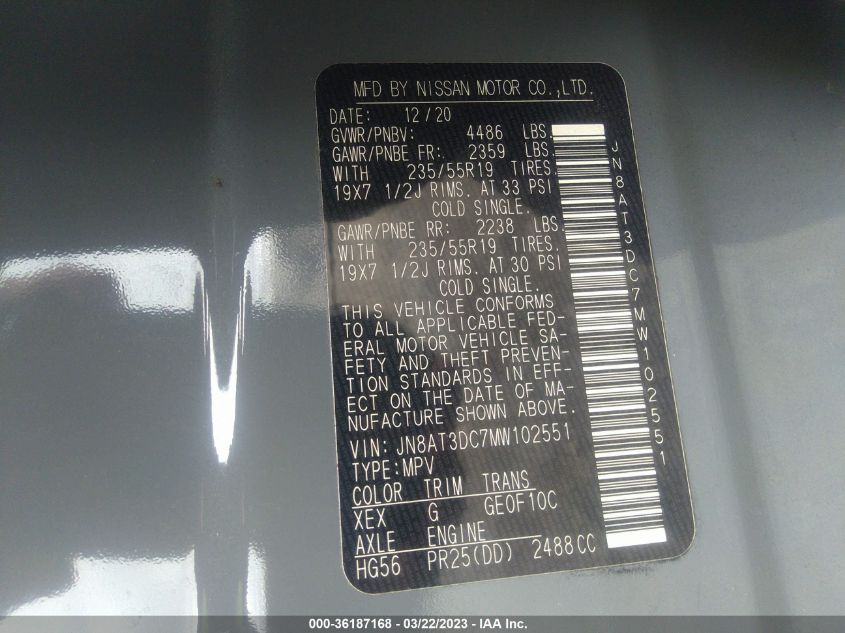 MFD BY NISSAN MOTOR CO.,LTD.
DATE: 12/20
GVWR/PNBV: 4486 LBS.
GAWR/PNBE FR: 2359 LBS.
WITH 235/55R19 TIRES.
19X7 1/2J RIMS. AT 33 PSI
COLD SINGLE.
GAWR/PNBE RR: 2238 LBS.
WITH 235/55R19 TIRES.
19X7 1/2J RIMS. AT 30 PSI
COLD SINGLE.
THIS VEHICLE CONFORMS
TO ALL APPLICABLE FED-
ERAL MOTOR VEHICLE SA-
FETY AND THEFT PREVEN-
TION STANDARDS IN EFF-
ECT ON THE DATE OF MA-
NUFACTURE SHOWN ABOVE.
VIN: JN8AT3DC7MW102551
TYPE:MPV
COLOR TRIM TRANS
XEX G GE0F10C
AXLE ENGINE
HG56 PR25(DD) 2488CC
JN8AT3DC7MW102551
000-36187168 - 03/22/2023 - IAA Inc.